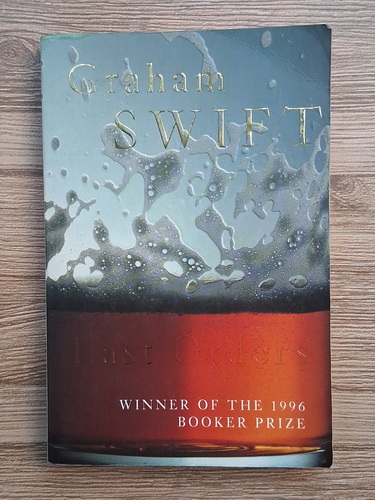 Graham
SWIFT
Last Orders
WINNER OF THE 1996
BOOKER PRIZE